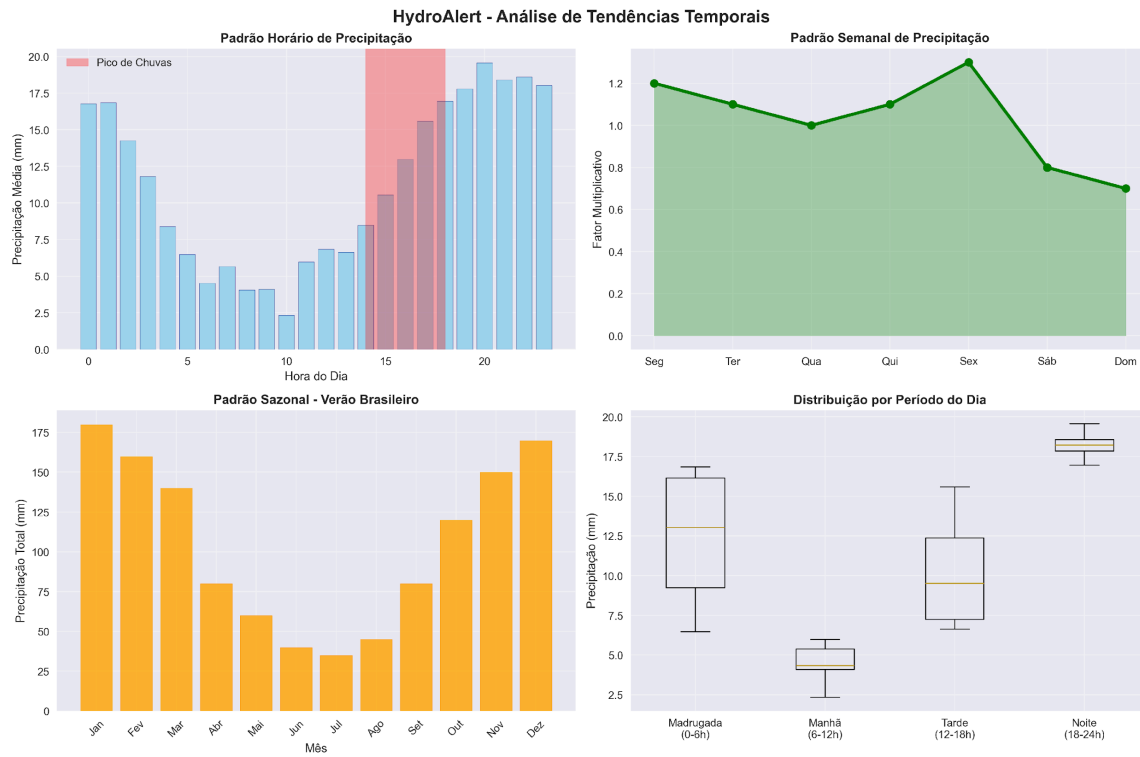 HydroAlert - Análise de Tendências Temporais
Padrão Horário de Precipitação
Pico de Chuvas
Precipitação Média (mm)
20.0
17.5
15.0
12.5
10.0
7.5
5.0
2.5
0.0
0 5 10 15 20
Hora do Dia
Padrão Semanal de Precipitação
Fator Multiplicativo
1.2
1.0
0.8
0.6
0.4
0.2
0.0
Seg Ter Qua Qui Sex Sáb Dom
Padrão Sazonal - Verão Brasileiro
Precipitação Total (mm)
175
150
125
100
75
50
25
0
Jan Fev Mar Abr Mai Jun Jul Ago Set Out Nov Dez
Mês
Distribuição por Período do Dia
Precipitação (mm)
20.0
17.5
15.0
12.5
10.0
7.5
5.0
2.5
Madrugada Manhã Tarde Noite
(0-6h) (6-12h) (12-18h) (18-24h)